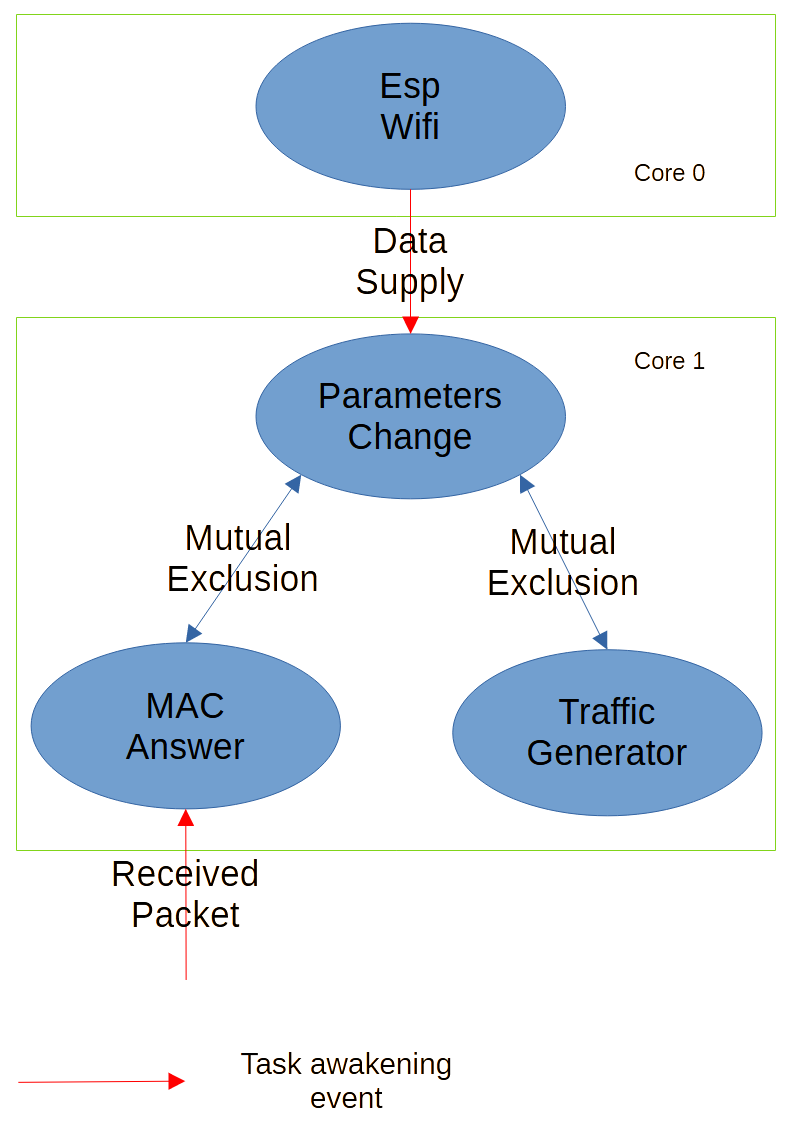 Esp
Wifi
Core 0
Data
Supply
Core 1
Parameters
Change
Mutual
Exclusion
Mutual
Exclusion
MAC
Answer
Traffic
Generator
Received
Packet
Task awakening
event